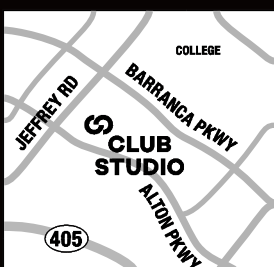 COLLEGE
BARRANCA PKWY
JEFFREY RD
CLUB
STUDIO
ALTON PKWY
405